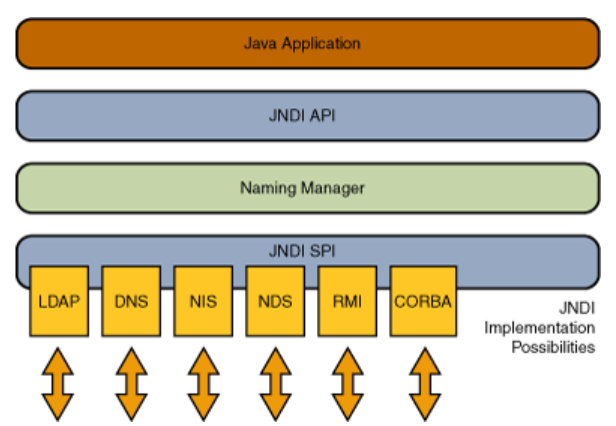 Java Application
JNDI API
Naming Manager
JNDI SPI
LDAP
DNS
NIS
NDS
RMI
CORBA
JNDI
Implementation
Possibilities